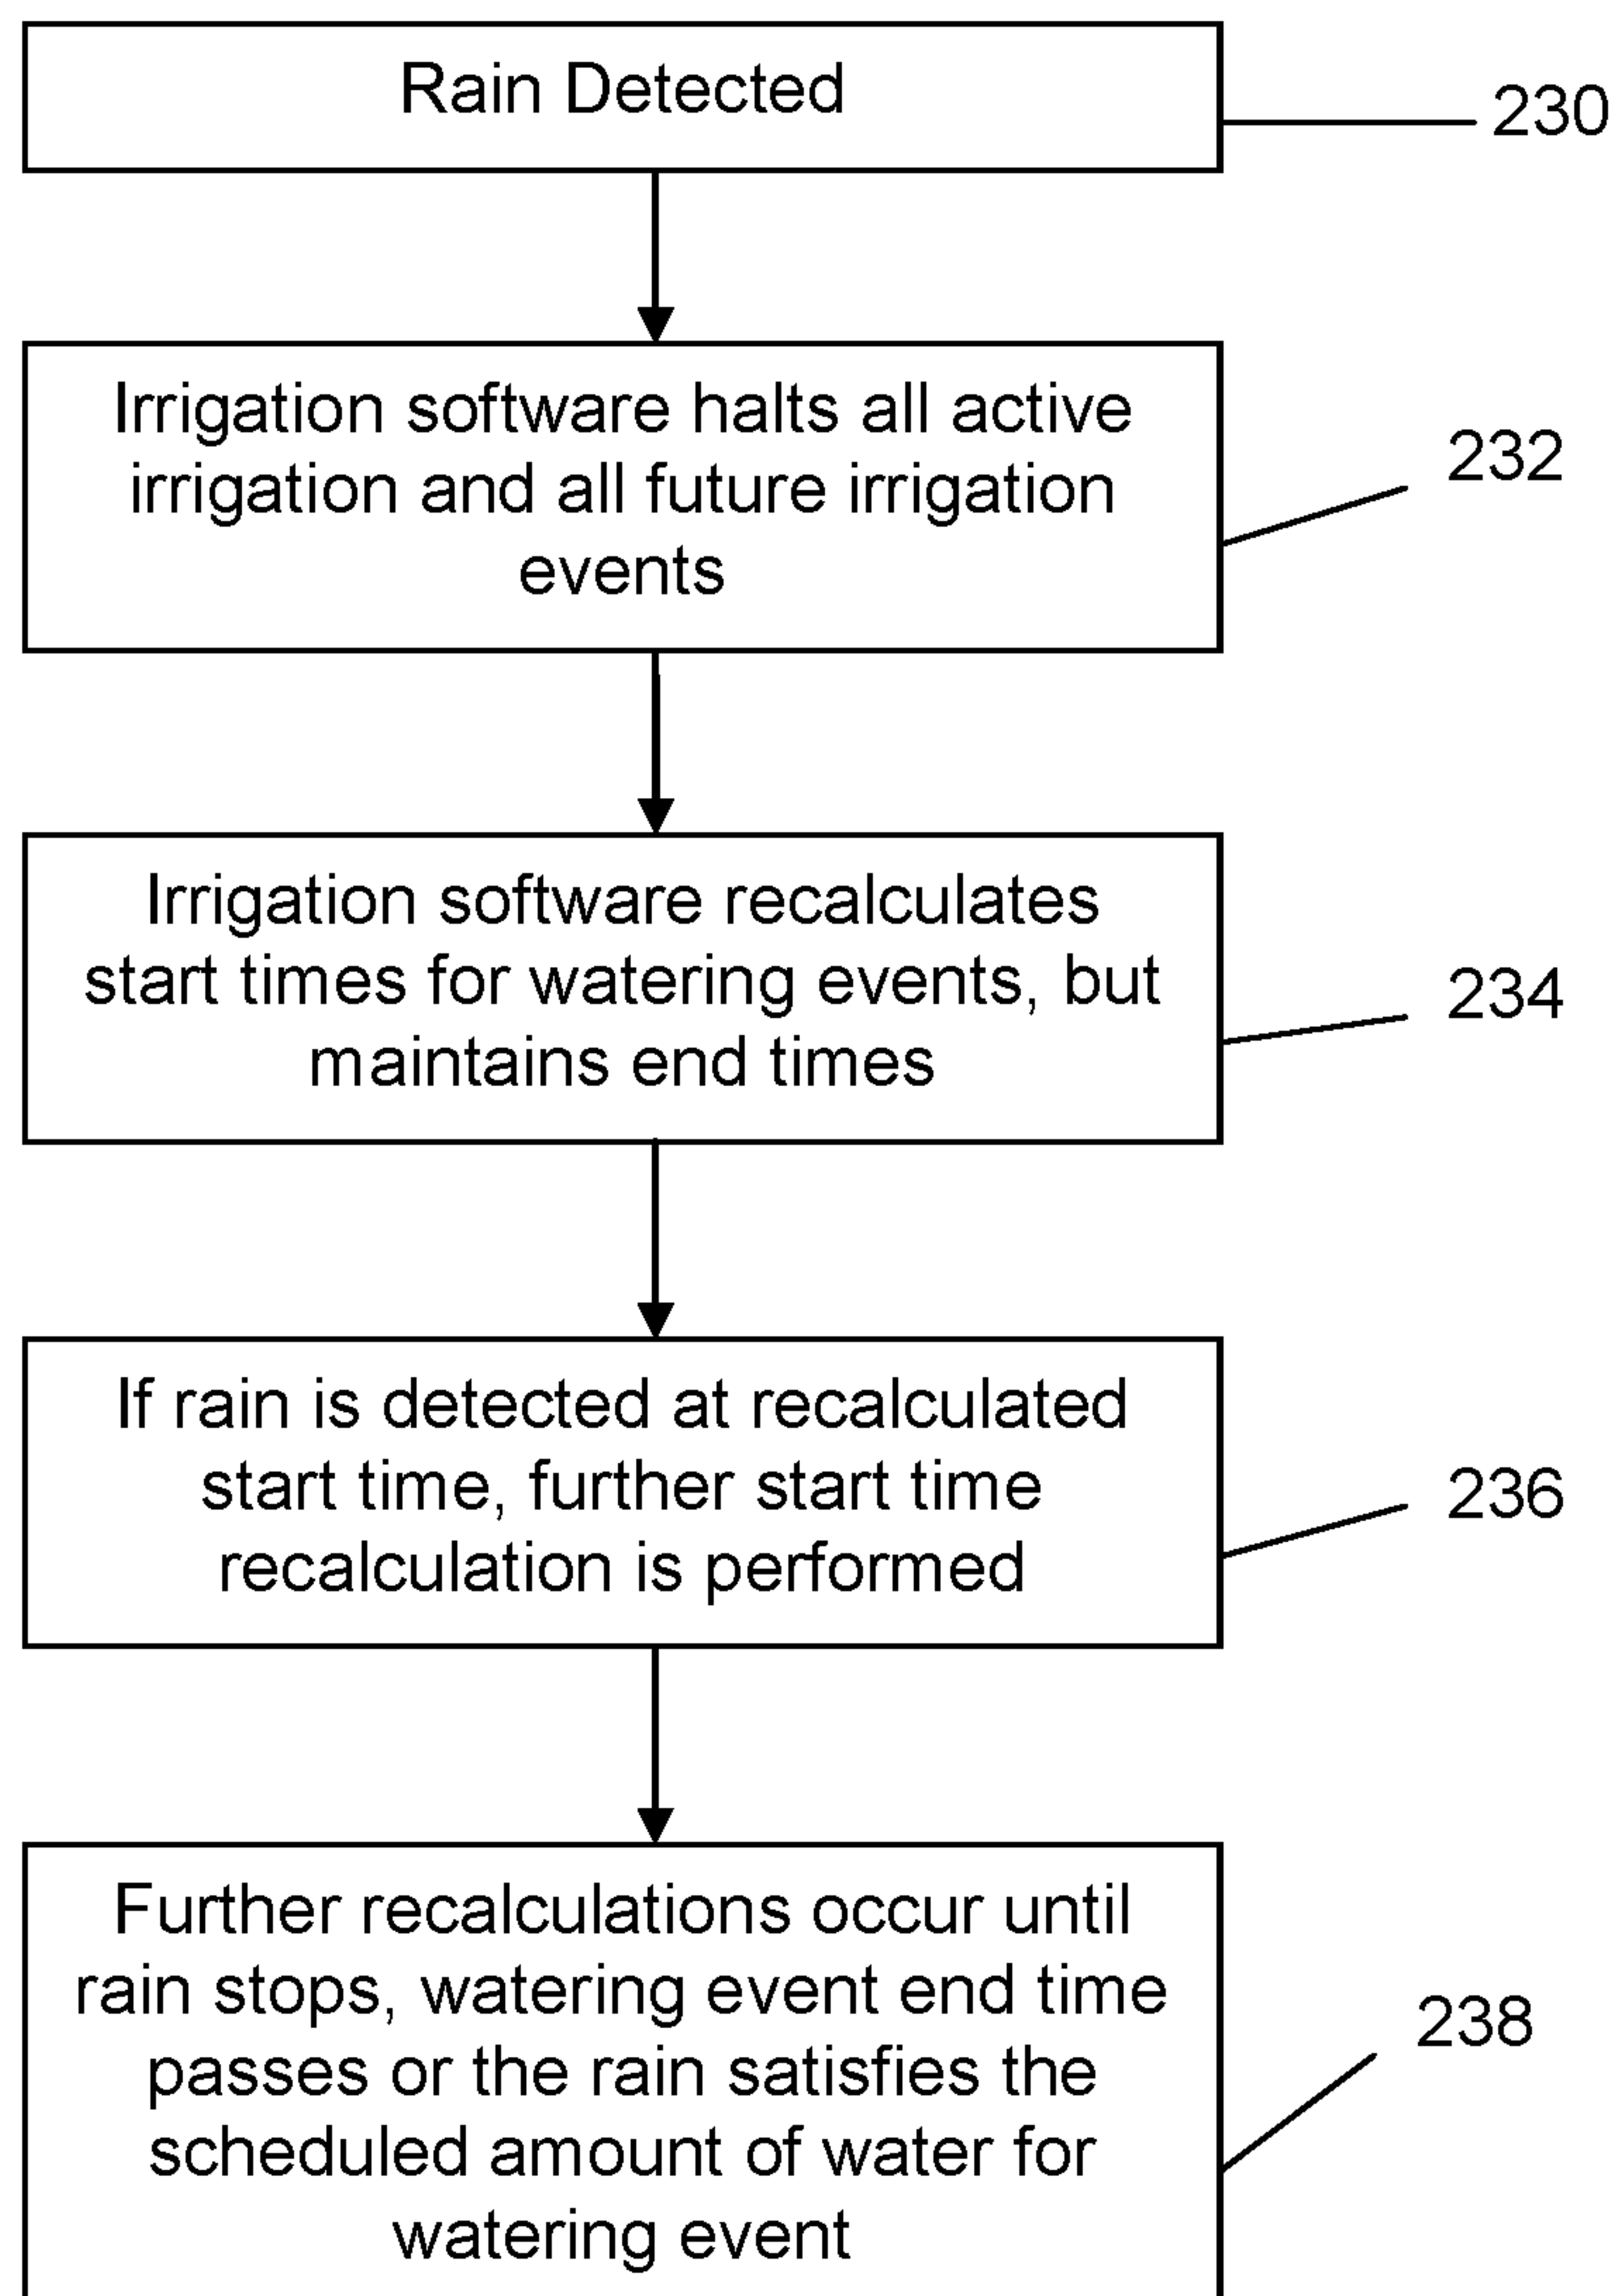 Rain Detected
230
Irrigation software halts all active
irrigation and all future irrigation
events
232
Irrigation software recalculates
start times for watering events, but
maintains end times
234
If rain is detected at recalculated
start time, further start time
recalculation is performed
236
Further recalculations occur until
rain stops, watering event end time
passes or the rain satisfies the
scheduled amount of water for
watering event
238